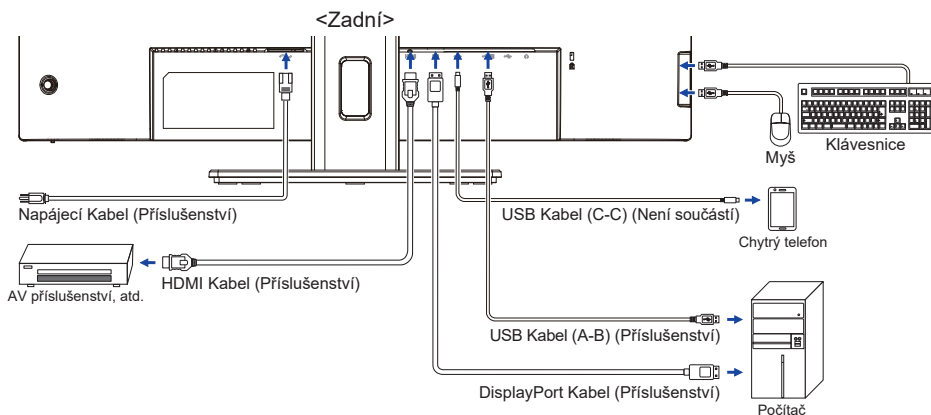 <Zadní>
Myš
Klávesnice
Napájecí Kabel (Příslušenství)
USB Kabel (C-C) (Není součástí)
Chytrý telefon
HDMI Kabel (Příslušenství)
AV příslušenství, atd.
USB Kabel (A-B) (Příslušenství)
DisplayPort Kabel (Příslušenství)
Počítač